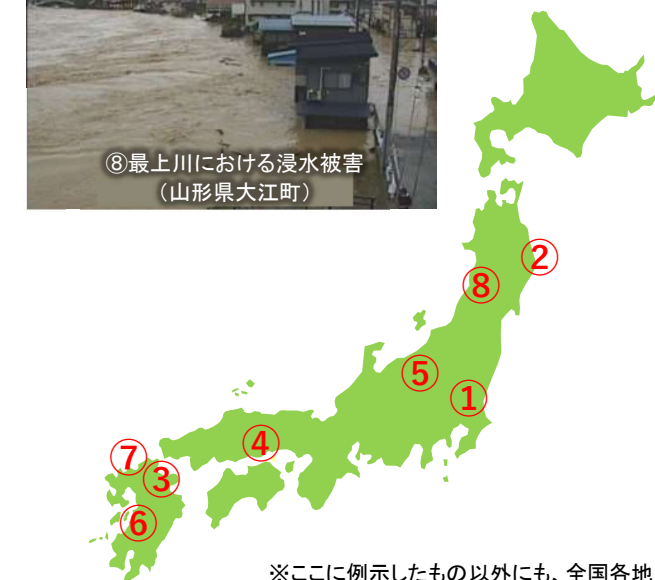 ⑧最上川における浸水被害
(山形県大江町)
②
⑧
⑤
①
④
⑦
③
⑥
※ここに例示したもの以外にも、全国各地